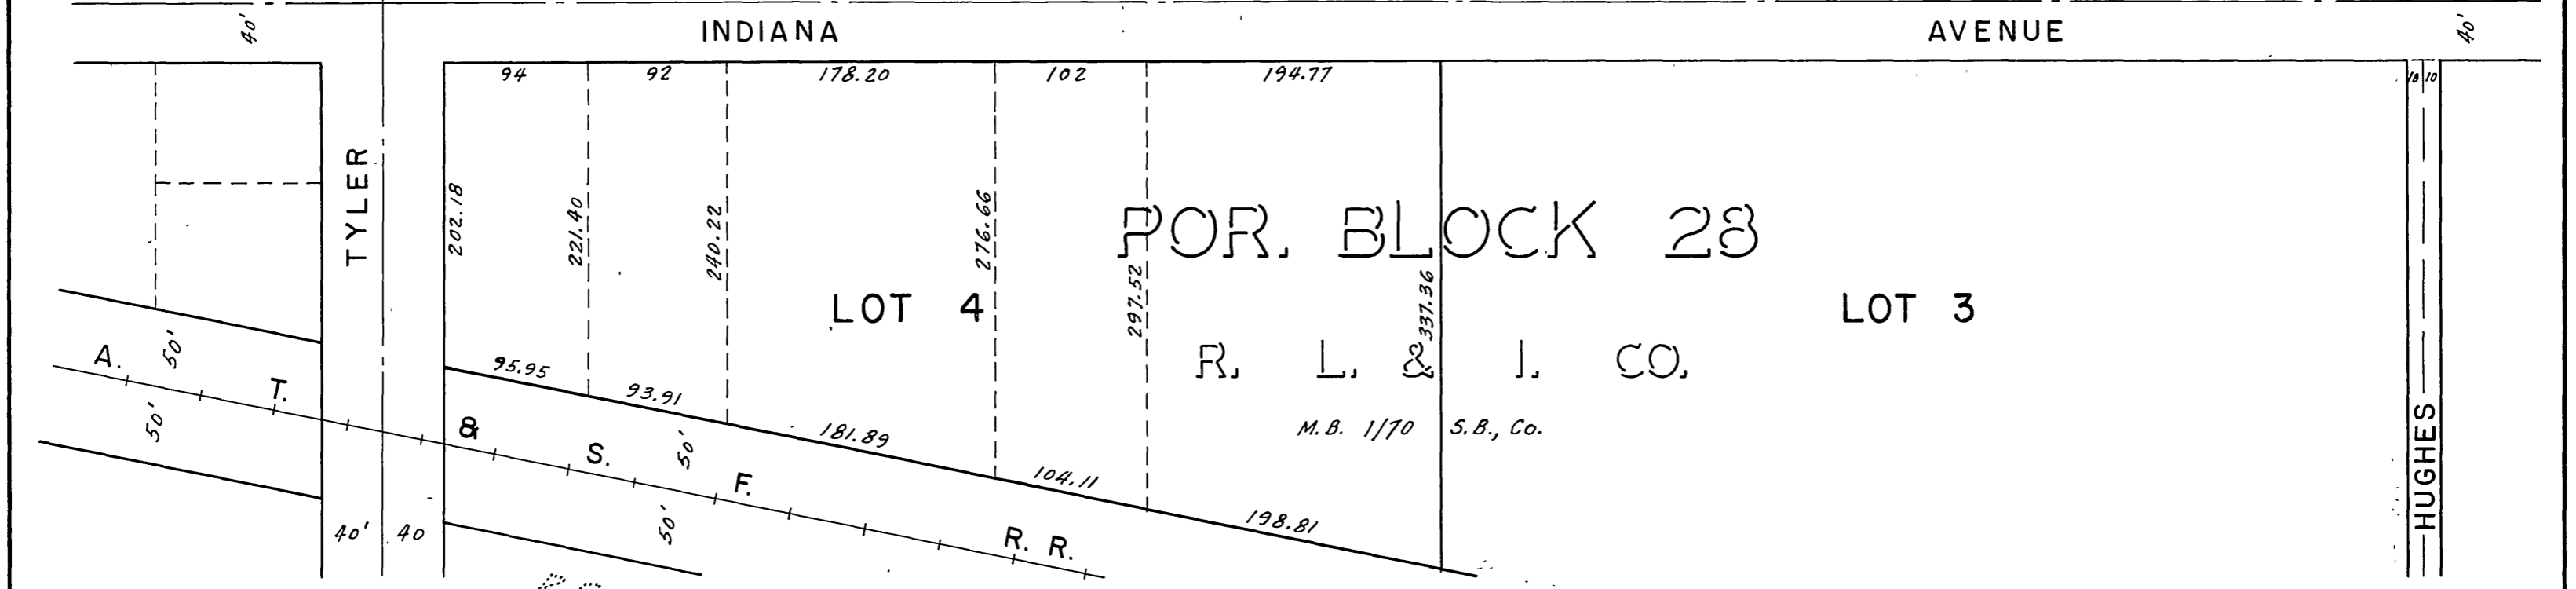 40'
INDIANA AVENUE
40'
94 92 178.20 102 194.77
10 10
TYLER
202.18
221.40
240.22
276.66
297.52
337.36
POR. BLOCK 28
LOT 4
LOT 3
R. L. & I. CO.
M.B. 1/70 S.B., Co.
HUGHES
95.95
93.91
181.89
104.11
198.81
A. T. & S. F. R. R.
50'
50'
50'
50'
40' 40